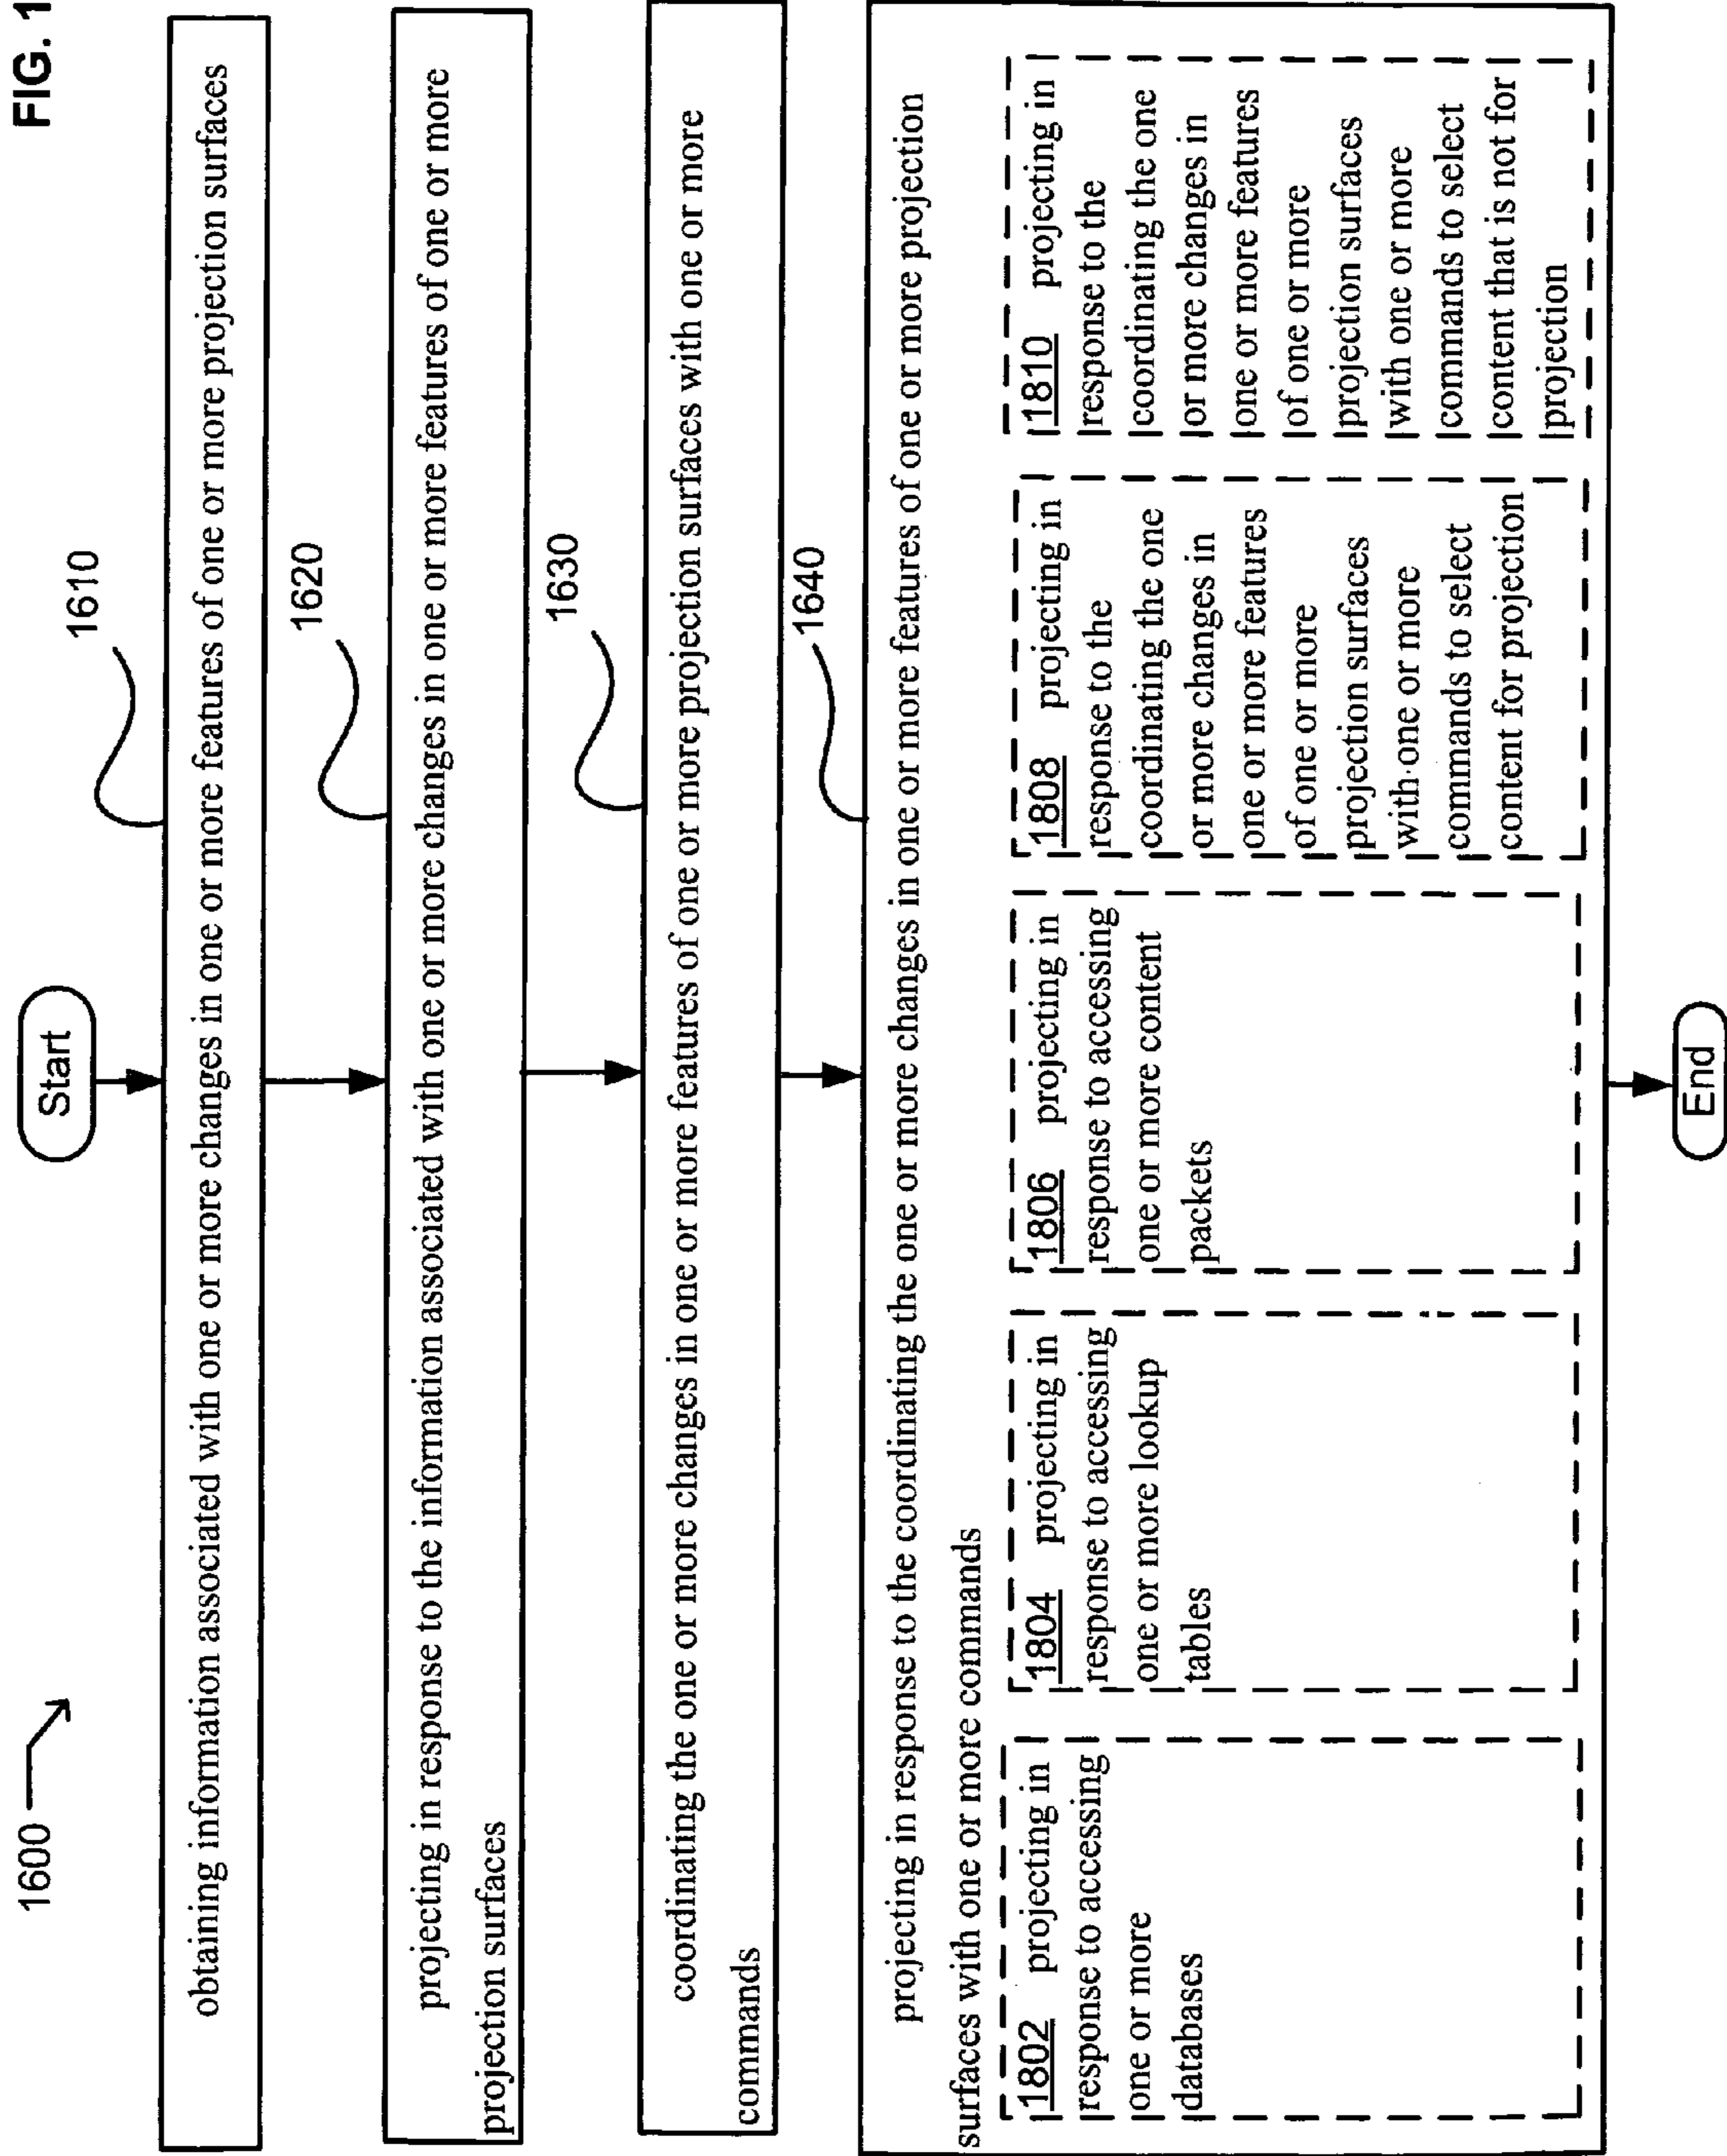 FIG. 1
1600
Start
1610
obtaining information associated with one or more changes in one or more features of one or more projection surfaces
1620
projecting in response to the information associated with one or more changes in one or more features of one or more
projection surfaces
1630
coordinating the one or more changes in one or more features of one or more projection surfaces with one or more
commands
1640
projecting in response to the coordinating the one or more changes in one or more features of one or more projection
surfaces with one or more commands
1802 projecting in
response to accessing
one or more
databases
1804 projecting in
response to accessing
one or more lookup
tables
1806 projecting in
response to accessing
one or more content
packets
1808 projecting in
response to the
coordinating the one
or more changes in
one or more features
of one or more
projection surfaces
with one or more
commands to select
content for projection
1810 projecting in
response to the
coordinating the one
or more changes in
one or more features
of one or more
projection surfaces
with one or more
commands to select
content that is not for
projection
End